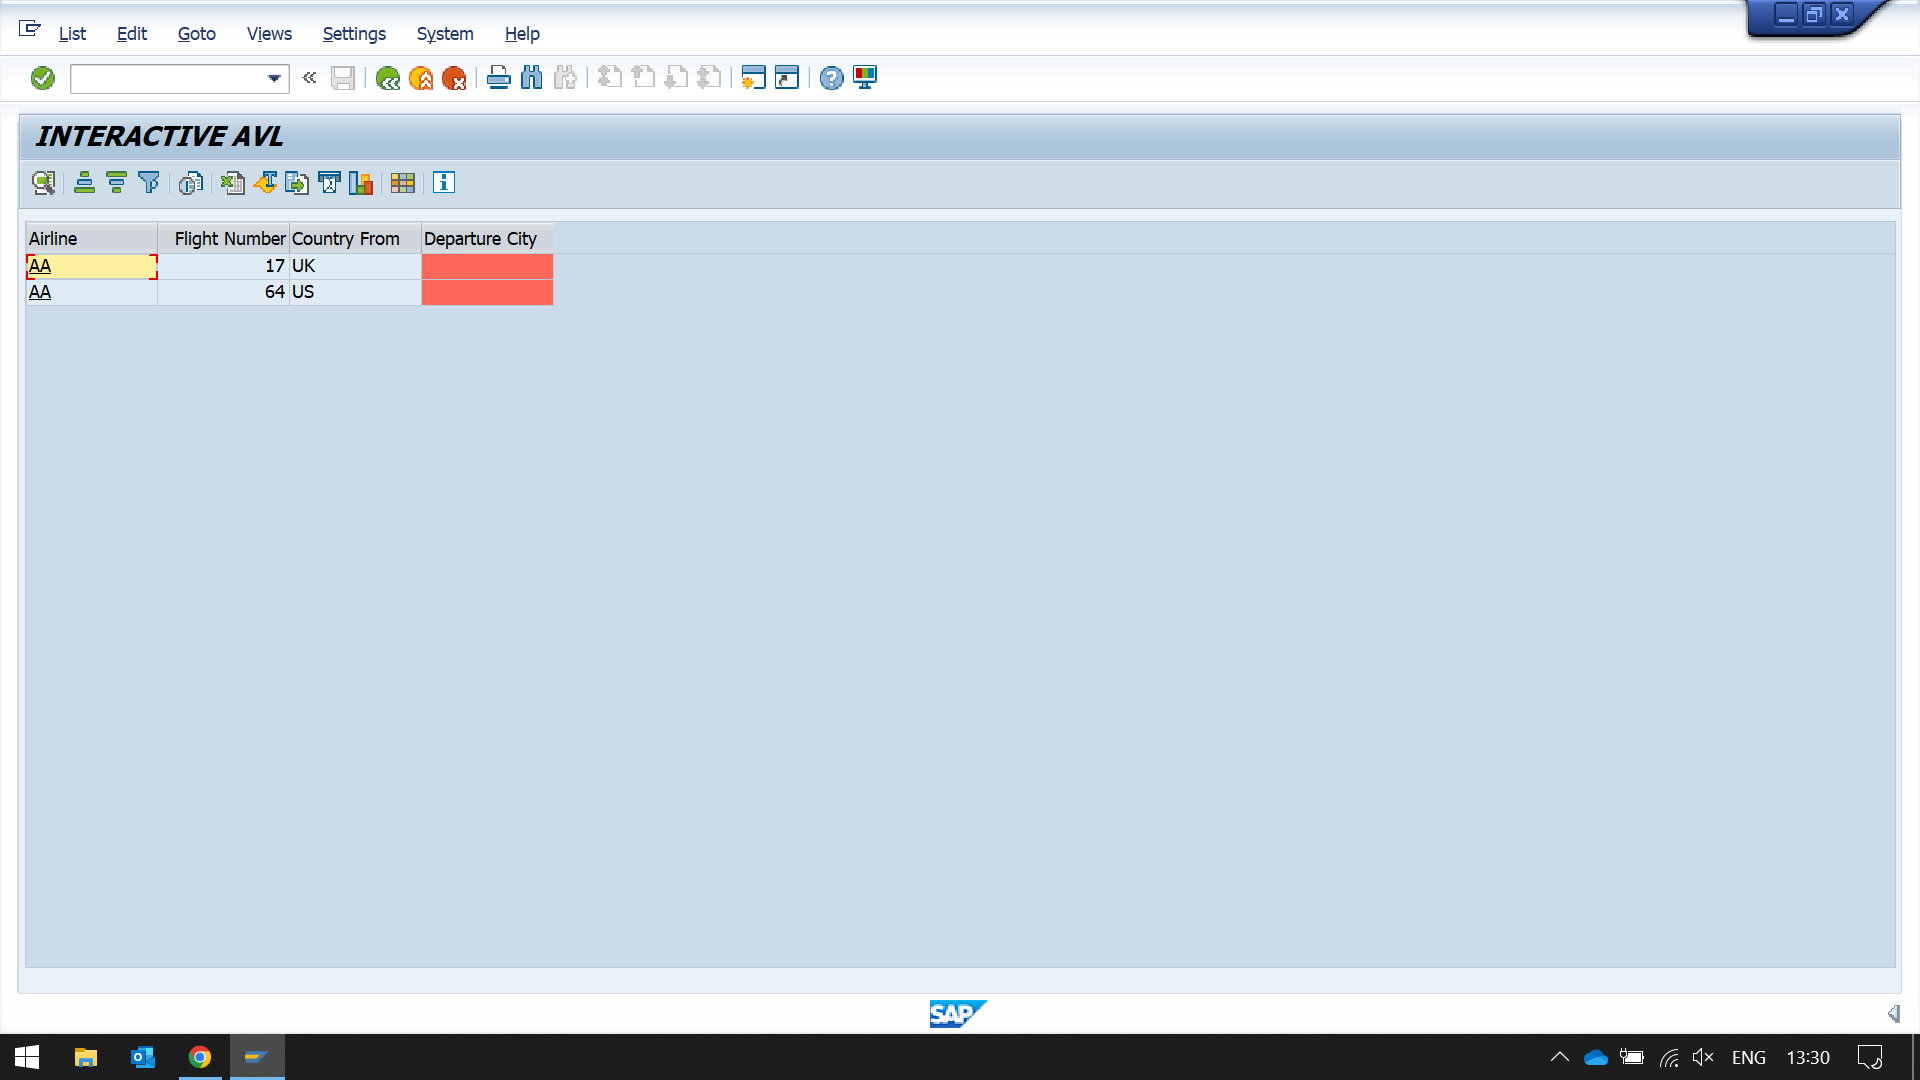 List Edit Goto Views Settings System Help
INTERACTIVE AVL
Airline Flight Number Country From Departure City
AA 17 UK
AA 64 US
SAP
ENG 13:30